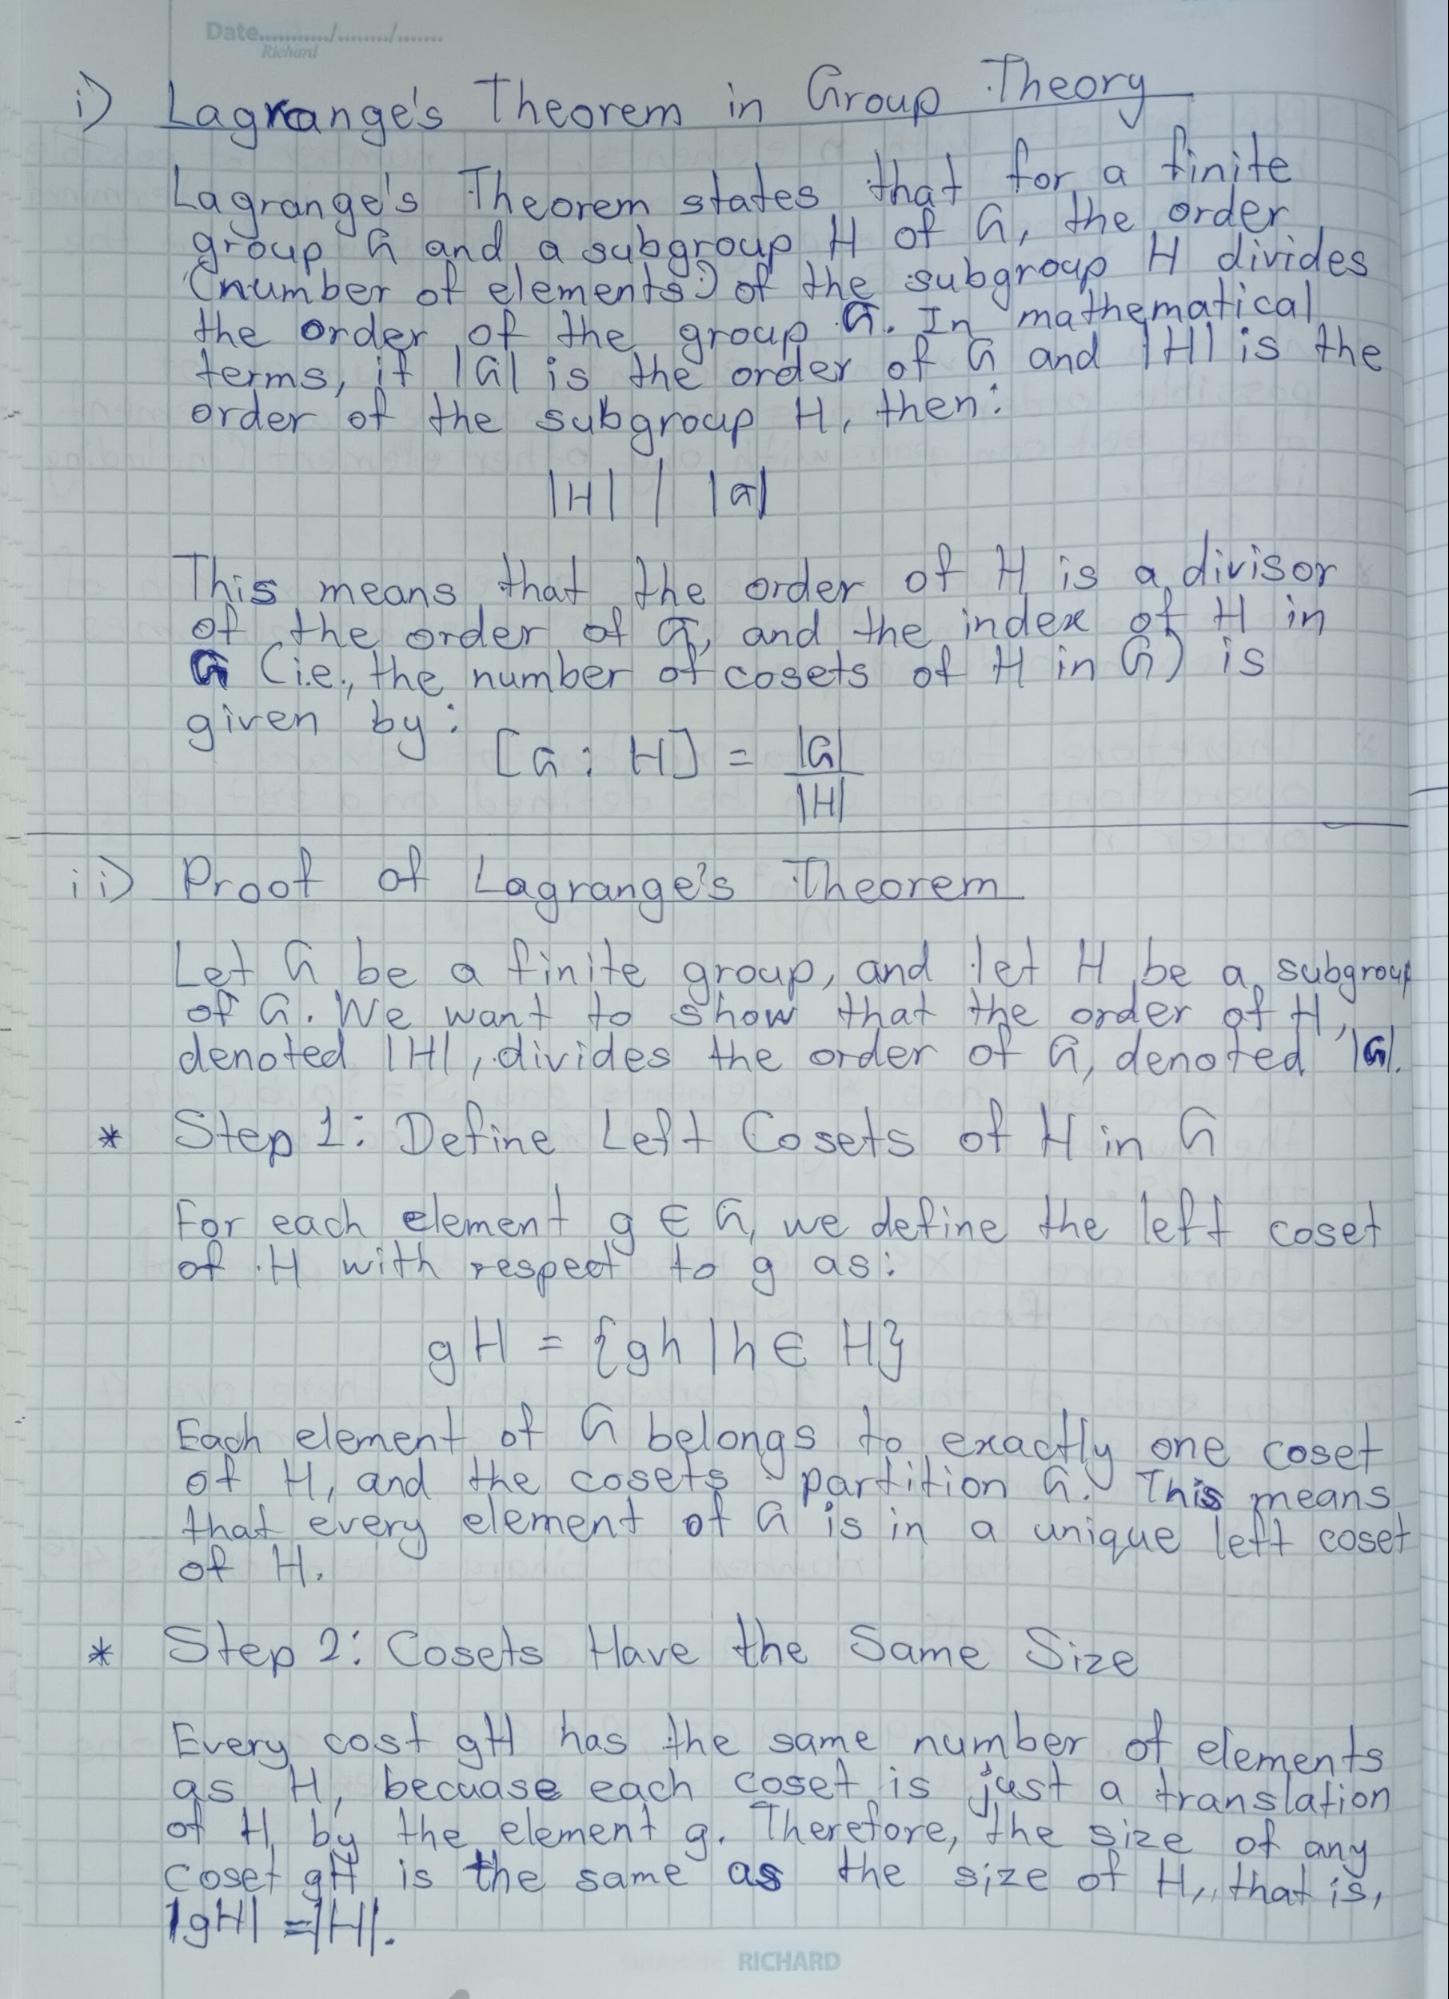 Date.........../......../.......
Richard
i) Lagrange's Theorem in Group Theory
Lagrange's Theorem states that for a finite
group G and a subgroup H of G, the order
(number of elements) of the subgroup H divides
the order of the group G. In mathematical
terms, if |G| is the order of G and |H| is the
order of the subgroup H, then:
|H| | |G|
This means that the order of H is a divisor
of the order of G, and the index of H in
G (i.e., the number of cosets of H in G) is
given by:
[G : H] = |G| / |H|
ii) Proof of Lagrange's Theorem
Let G be a finite group, and let H be a subgroup
of G. We want to show that the order of H,
denoted |H|, divides the order of G, denoted |G|.
* Step 1: Define Left Cosets of H in G
For each element g ∈ G, we define the left coset
of H with respect to g as:
gH = {gh | h ∈ H}
Each element of G belongs to exactly one coset
of H, and the cosets partition G. This means
that every element of G is in a unique left coset
of H.
* Step 2: Cosets Have the Same Size
Every cost gH has the same number of elements
as H, becuase each coset is just a translation
of H by the element g. Therefore, the size of any
coset gH is the same as the size of H, that is,
|gH| = |H|.
RICHARD